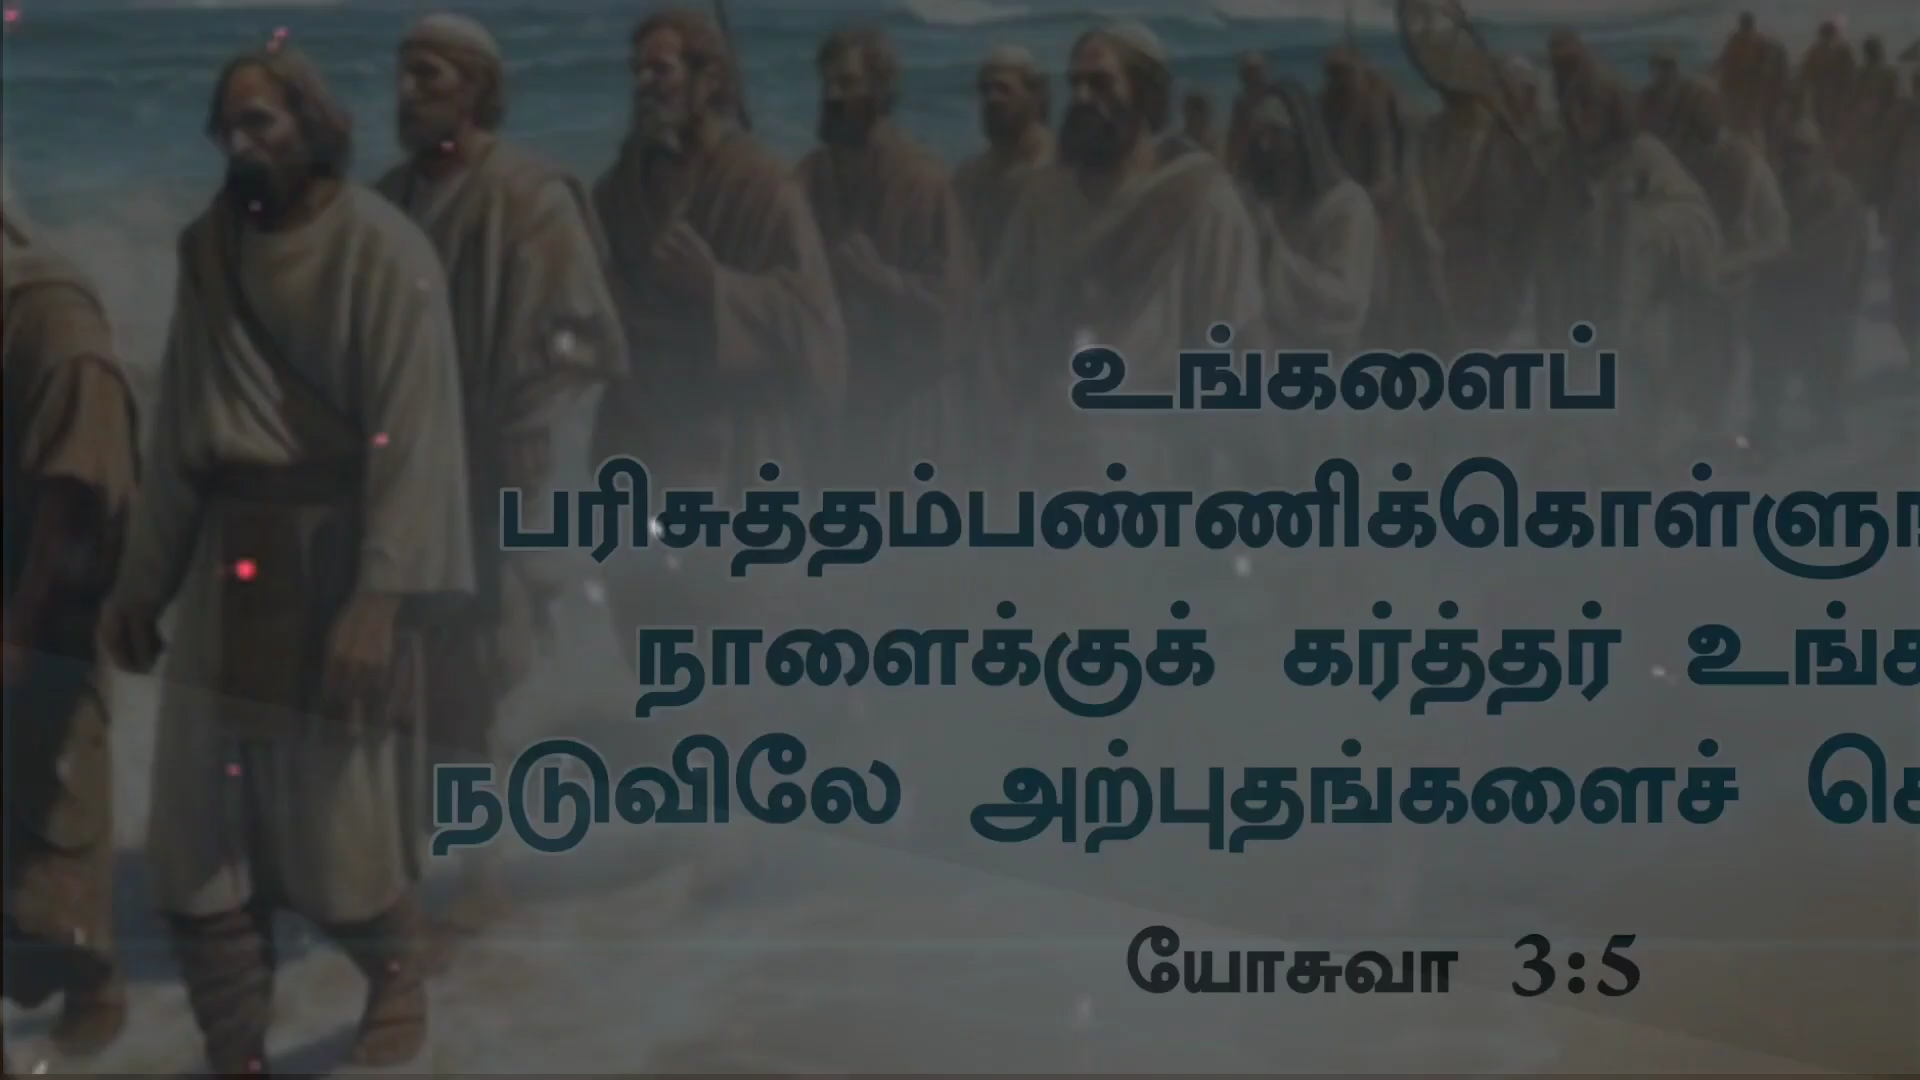 உங்களைப்
பரிசுத்தம்பண்ணிக்கொள்ளு
நாளைக்குக் கர்த்தர்
நடுவிலே அற்புதங்களைச்
யோசுவா 3:5